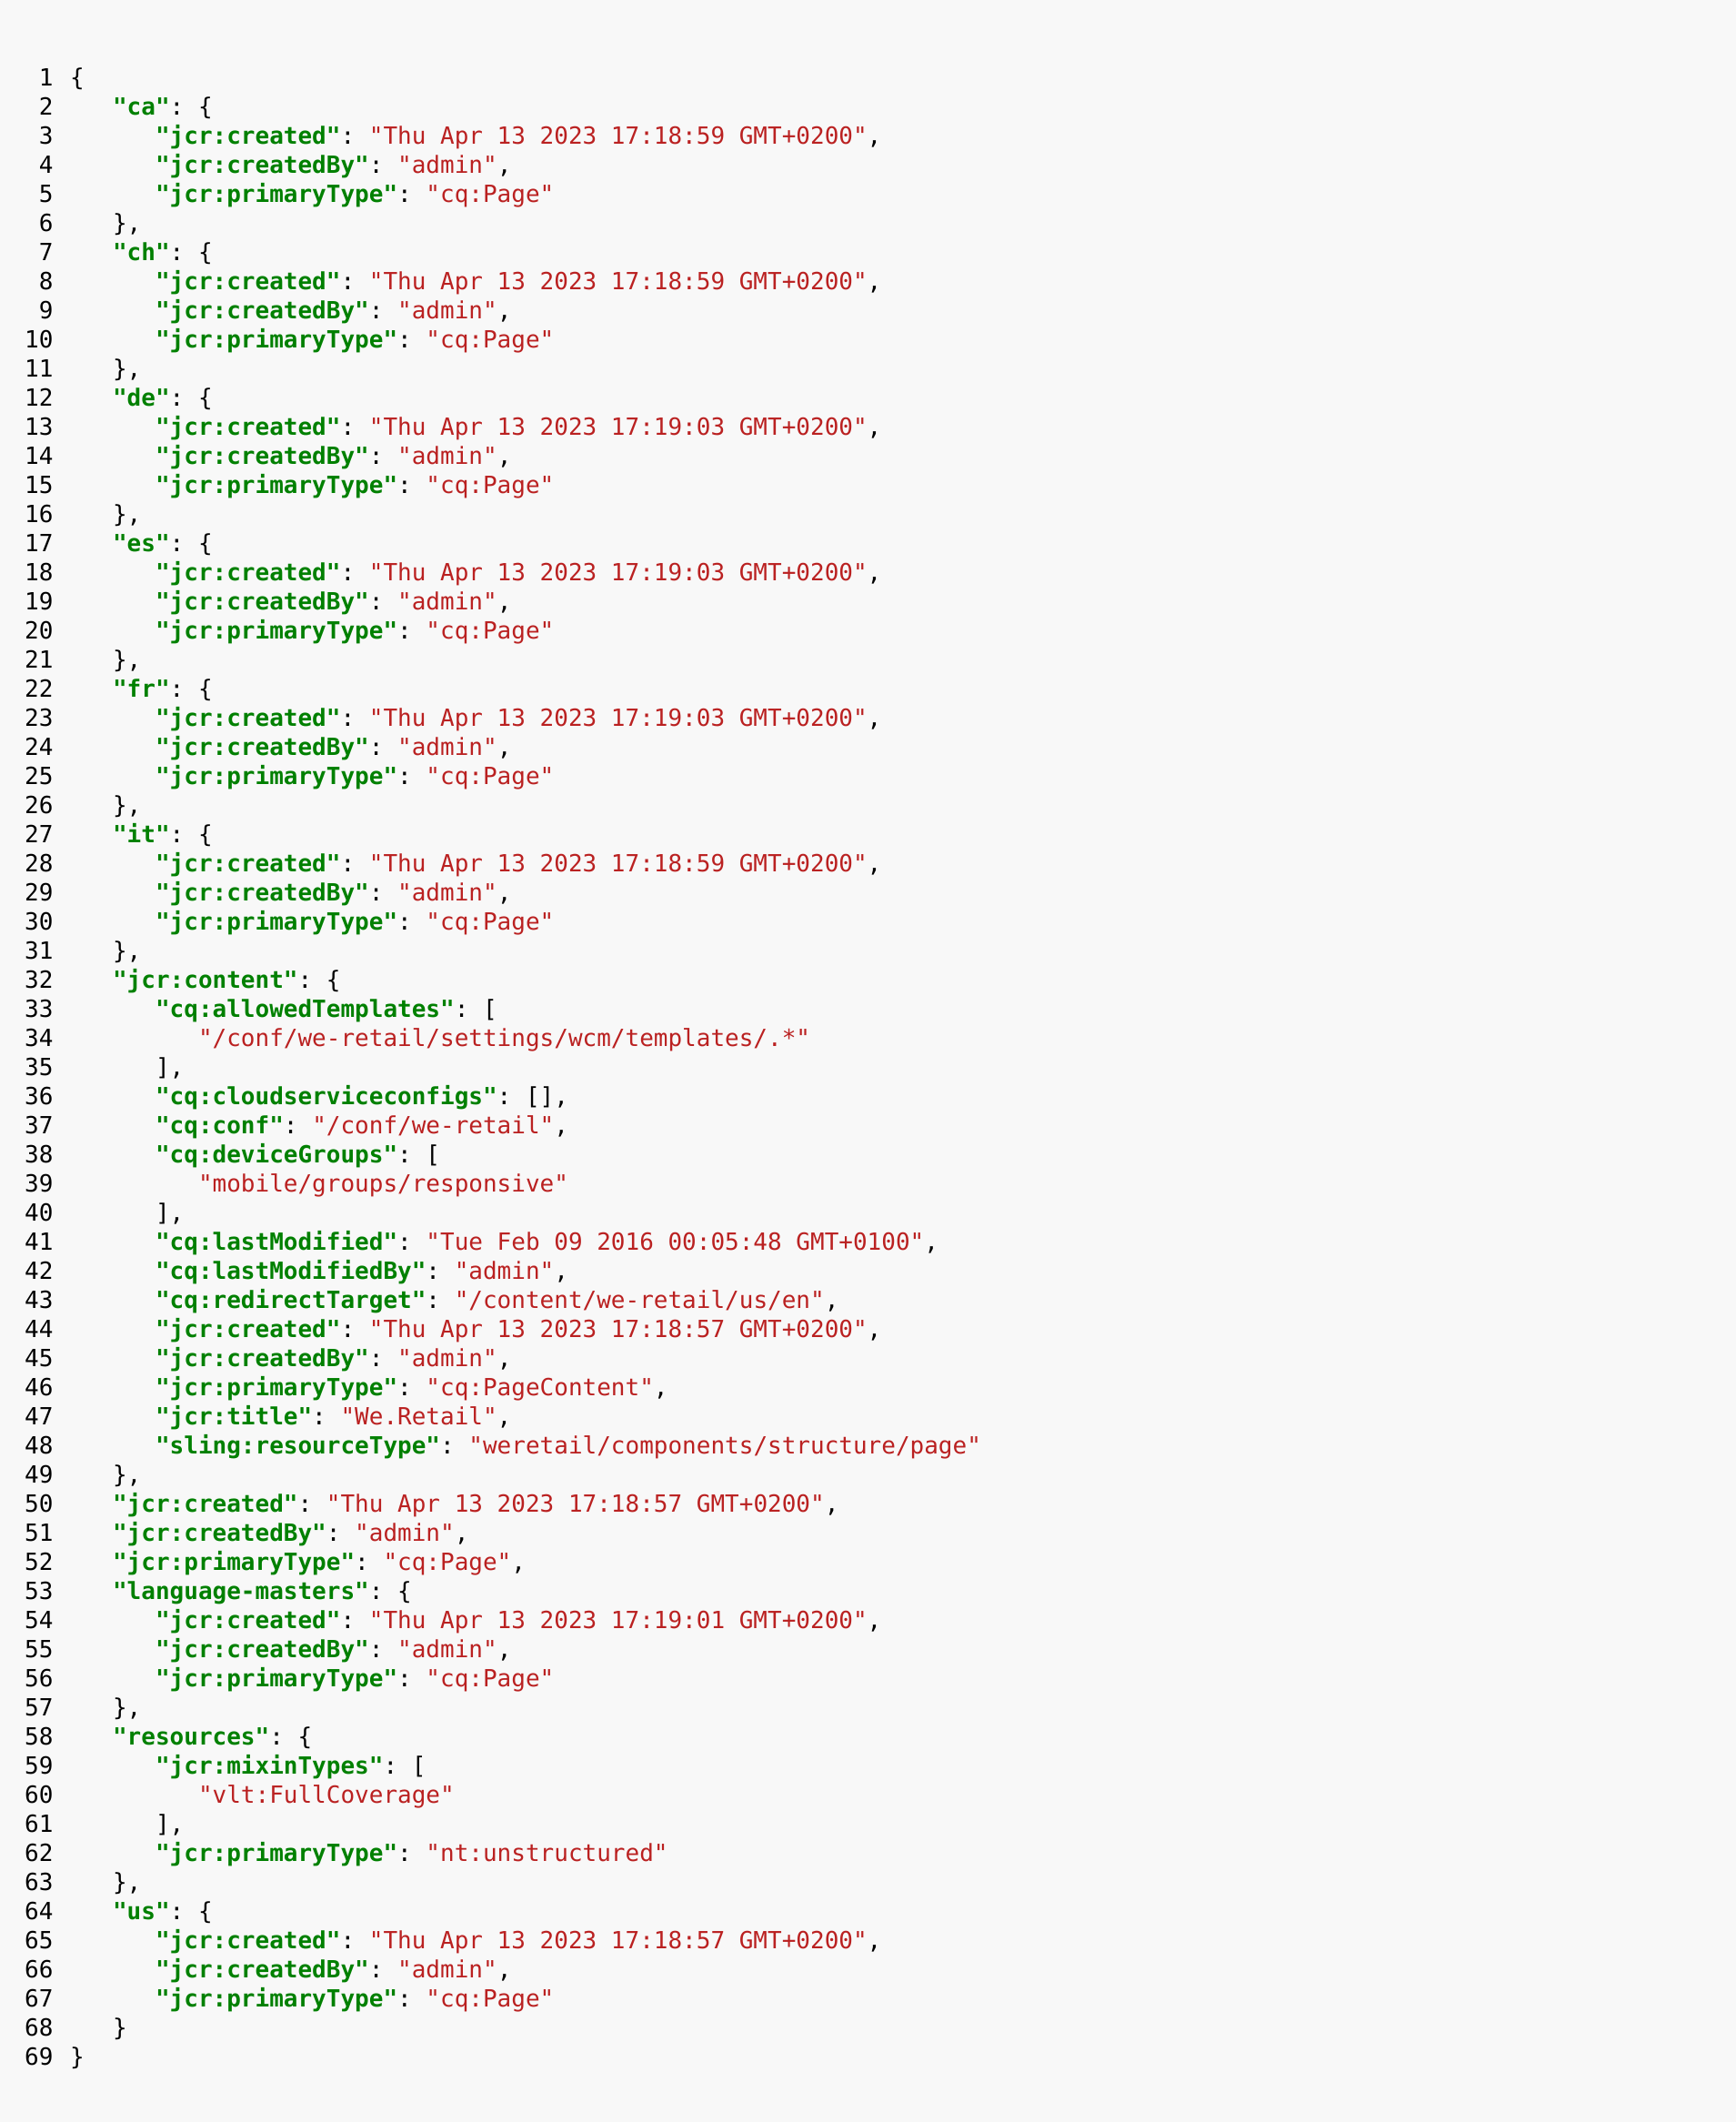 1 {
2    "ca": {
3       "jcr:created": "Thu Apr 13 2023 17:18:59 GMT+0200",
4       "jcr:createdBy": "admin",
5       "jcr:primaryType": "cq:Page"
6    },
7    "ch": {
8       "jcr:created": "Thu Apr 13 2023 17:18:59 GMT+0200",
9       "jcr:createdBy": "admin",
10       "jcr:primaryType": "cq:Page"
11    },
12    "de": {
13       "jcr:created": "Thu Apr 13 2023 17:19:03 GMT+0200",
14       "jcr:createdBy": "admin",
15       "jcr:primaryType": "cq:Page"
16    },
17    "es": {
18       "jcr:created": "Thu Apr 13 2023 17:19:03 GMT+0200",
19       "jcr:createdBy": "admin",
20       "jcr:primaryType": "cq:Page"
21    },
22    "fr": {
23       "jcr:created": "Thu Apr 13 2023 17:19:03 GMT+0200",
24       "jcr:createdBy": "admin",
25       "jcr:primaryType": "cq:Page"
26    },
27    "it": {
28       "jcr:created": "Thu Apr 13 2023 17:18:59 GMT+0200",
29       "jcr:createdBy": "admin",
30       "jcr:primaryType": "cq:Page"
31    },
32    "jcr:content": {
33       "cq:allowedTemplates": [
34          "/conf/we-retail/settings/wcm/templates/.*"
35       ],
36       "cq:cloudserviceconfigs": [],
37       "cq:conf": "/conf/we-retail",
38       "cq:deviceGroups": [
39          "mobile/groups/responsive"
40       ],
41       "cq:lastModified": "Tue Feb 09 2016 00:05:48 GMT+0100",
42       "cq:lastModifiedBy": "admin",
43       "cq:redirectTarget": "/content/we-retail/us/en",
44       "jcr:created": "Thu Apr 13 2023 17:18:57 GMT+0200",
45       "jcr:createdBy": "admin",
46       "jcr:primaryType": "cq:PageContent",
47       "jcr:title": "We.Retail",
48       "sling:resourceType": "weretail/components/structure/page"
49    },
50    "jcr:created": "Thu Apr 13 2023 17:18:57 GMT+0200",
51    "jcr:createdBy": "admin",
52    "jcr:primaryType": "cq:Page",
53    "language-masters": {
54       "jcr:created": "Thu Apr 13 2023 17:19:01 GMT+0200",
55       "jcr:createdBy": "admin",
56       "jcr:primaryType": "cq:Page"
57    },
58    "resources": {
59       "jcr:mixinTypes": [
60          "vlt:FullCoverage"
61       ],
62       "jcr:primaryType": "nt:unstructured"
63    },
64    "us": {
65       "jcr:created": "Thu Apr 13 2023 17:18:57 GMT+0200",
66       "jcr:createdBy": "admin",
67       "jcr:primaryType": "cq:Page"
68    }
69 }